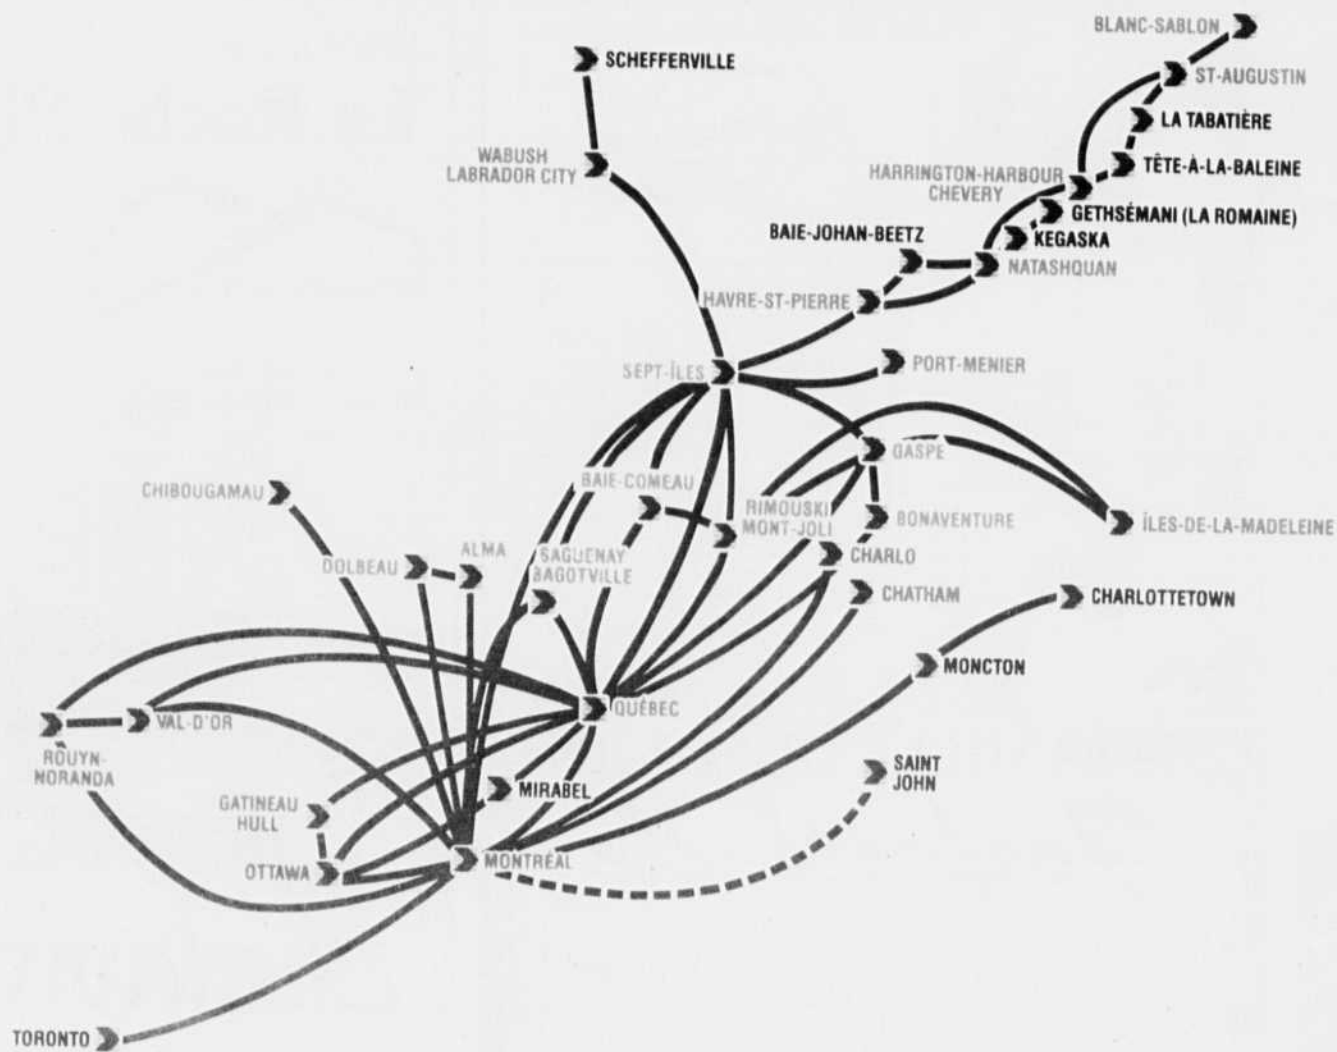 BLANC-SABLON
SCHEFFERVILLE
ST-AUGUSTIN
LA TABATIÈRE
WABUSH
LABRADOR CITY
TÊTE-À-LA-BALEINE
HARRINGTON-HARBOUR
CHEVERY
GETHSÉMANI (LA ROMAINE)
BAIE-JOHAN-BEETZ
KEGASKA
NATASHQUAN
HAVRE-ST-PIERRE
SEPT-ÎLES
PORT-MENIER
GASPÉ
BAIE-COMEAU
CHIBOUGAMAU
RIMOUSKI
MONT-JOLI
BONAVENTURE
ÎLES-DE-LA-MADELEINE
ALMA
SAGUENAY
BAGOTVILLE
CHARLO
DOLBEAU
CHATHAM
CHARLOTTETOWN
MONCTON
QUÉBEC
VAL-D'OR
ROUYN-
NORANDA
SAINT
JOHN
MIRABEL
GATINEAU
HULL
MONTRÉAL
OTTAWA
TORONTO